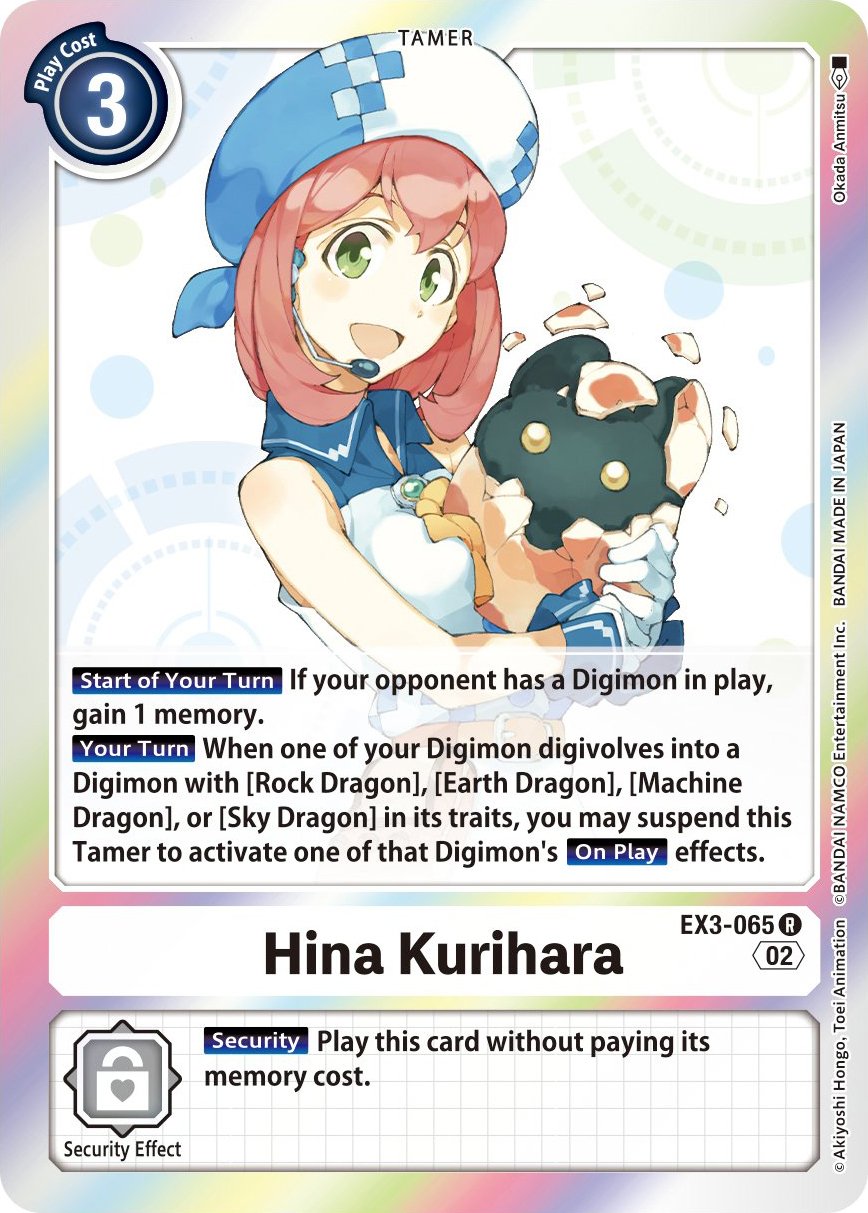 TAMER
Play Cost
3
Okada Anmitsu
Start of Your Turn If your opponent has a Digimon in play,
gain 1 memory.
Your Turn When one of your Digimon digivolves into a
Digimon with [Rock Dragon], [Earth Dragon], [Machine
Dragon], or [Sky Dragon] in its traits, you may suspend this
Tamer to activate one of that Digimon's On Play effects.
EX3-065 R
Hina Kurihara
02
Security Play this card without paying its
memory cost.
Security Effect
©Akiyoshi Hongo, Toei Animation ©BANDAI NAMCO Entertainment Inc. BANDAI MADE IN JAPAN